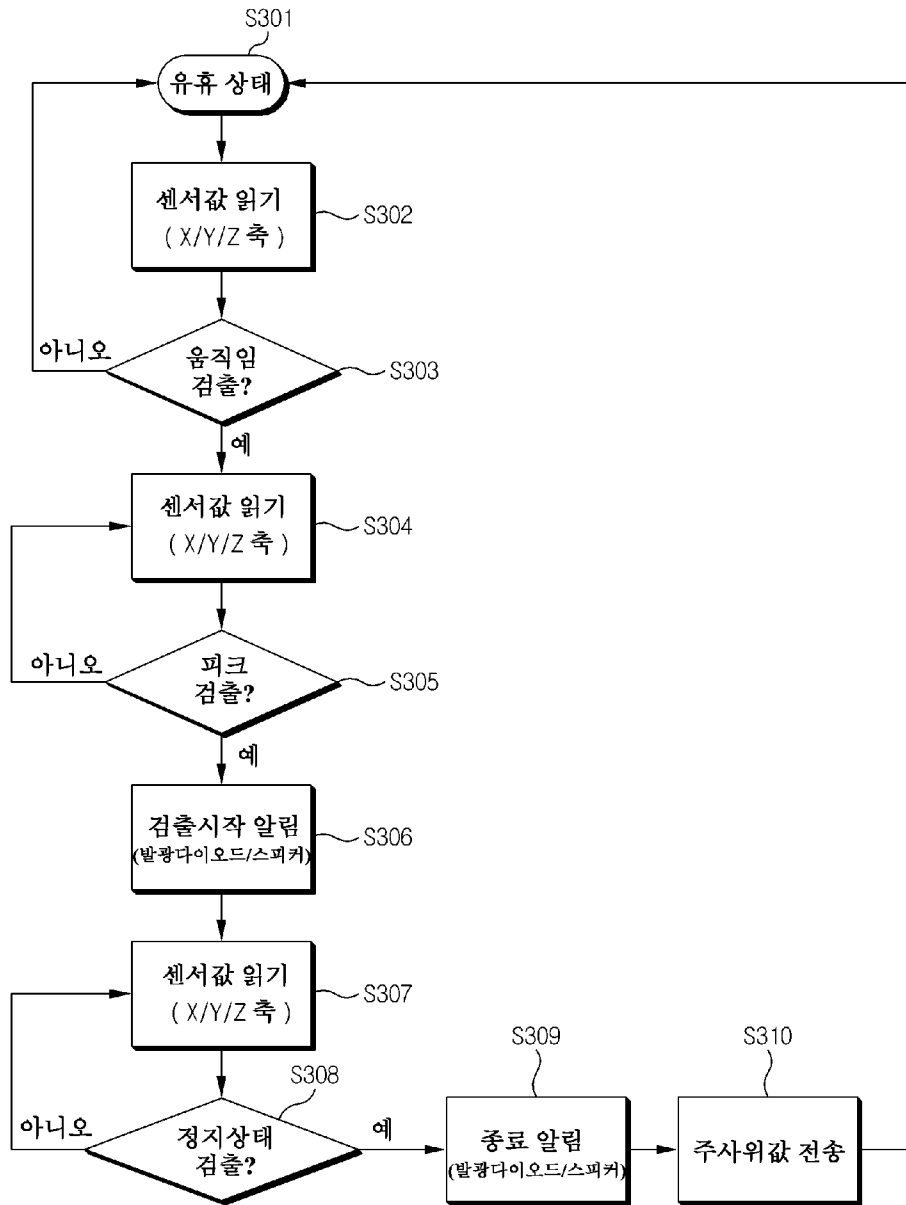 S301
유휴 상태
센서값 읽기
( X/Y/Z 축 )
S302
아니오
움직임
검출?
S303
예
센서값 읽기
( X/Y/Z 축 )
S304
아니오
피크
검출?
S305
예
검출시작 알림
(발광다이오드/스피커)
S306
센서값 읽기
( X/Y/Z 축 )
S307
S308
아니오
정지상태
검출?
예
S309
종료 알림
(발광다이오드/스피커)
S310
주사위값 전송